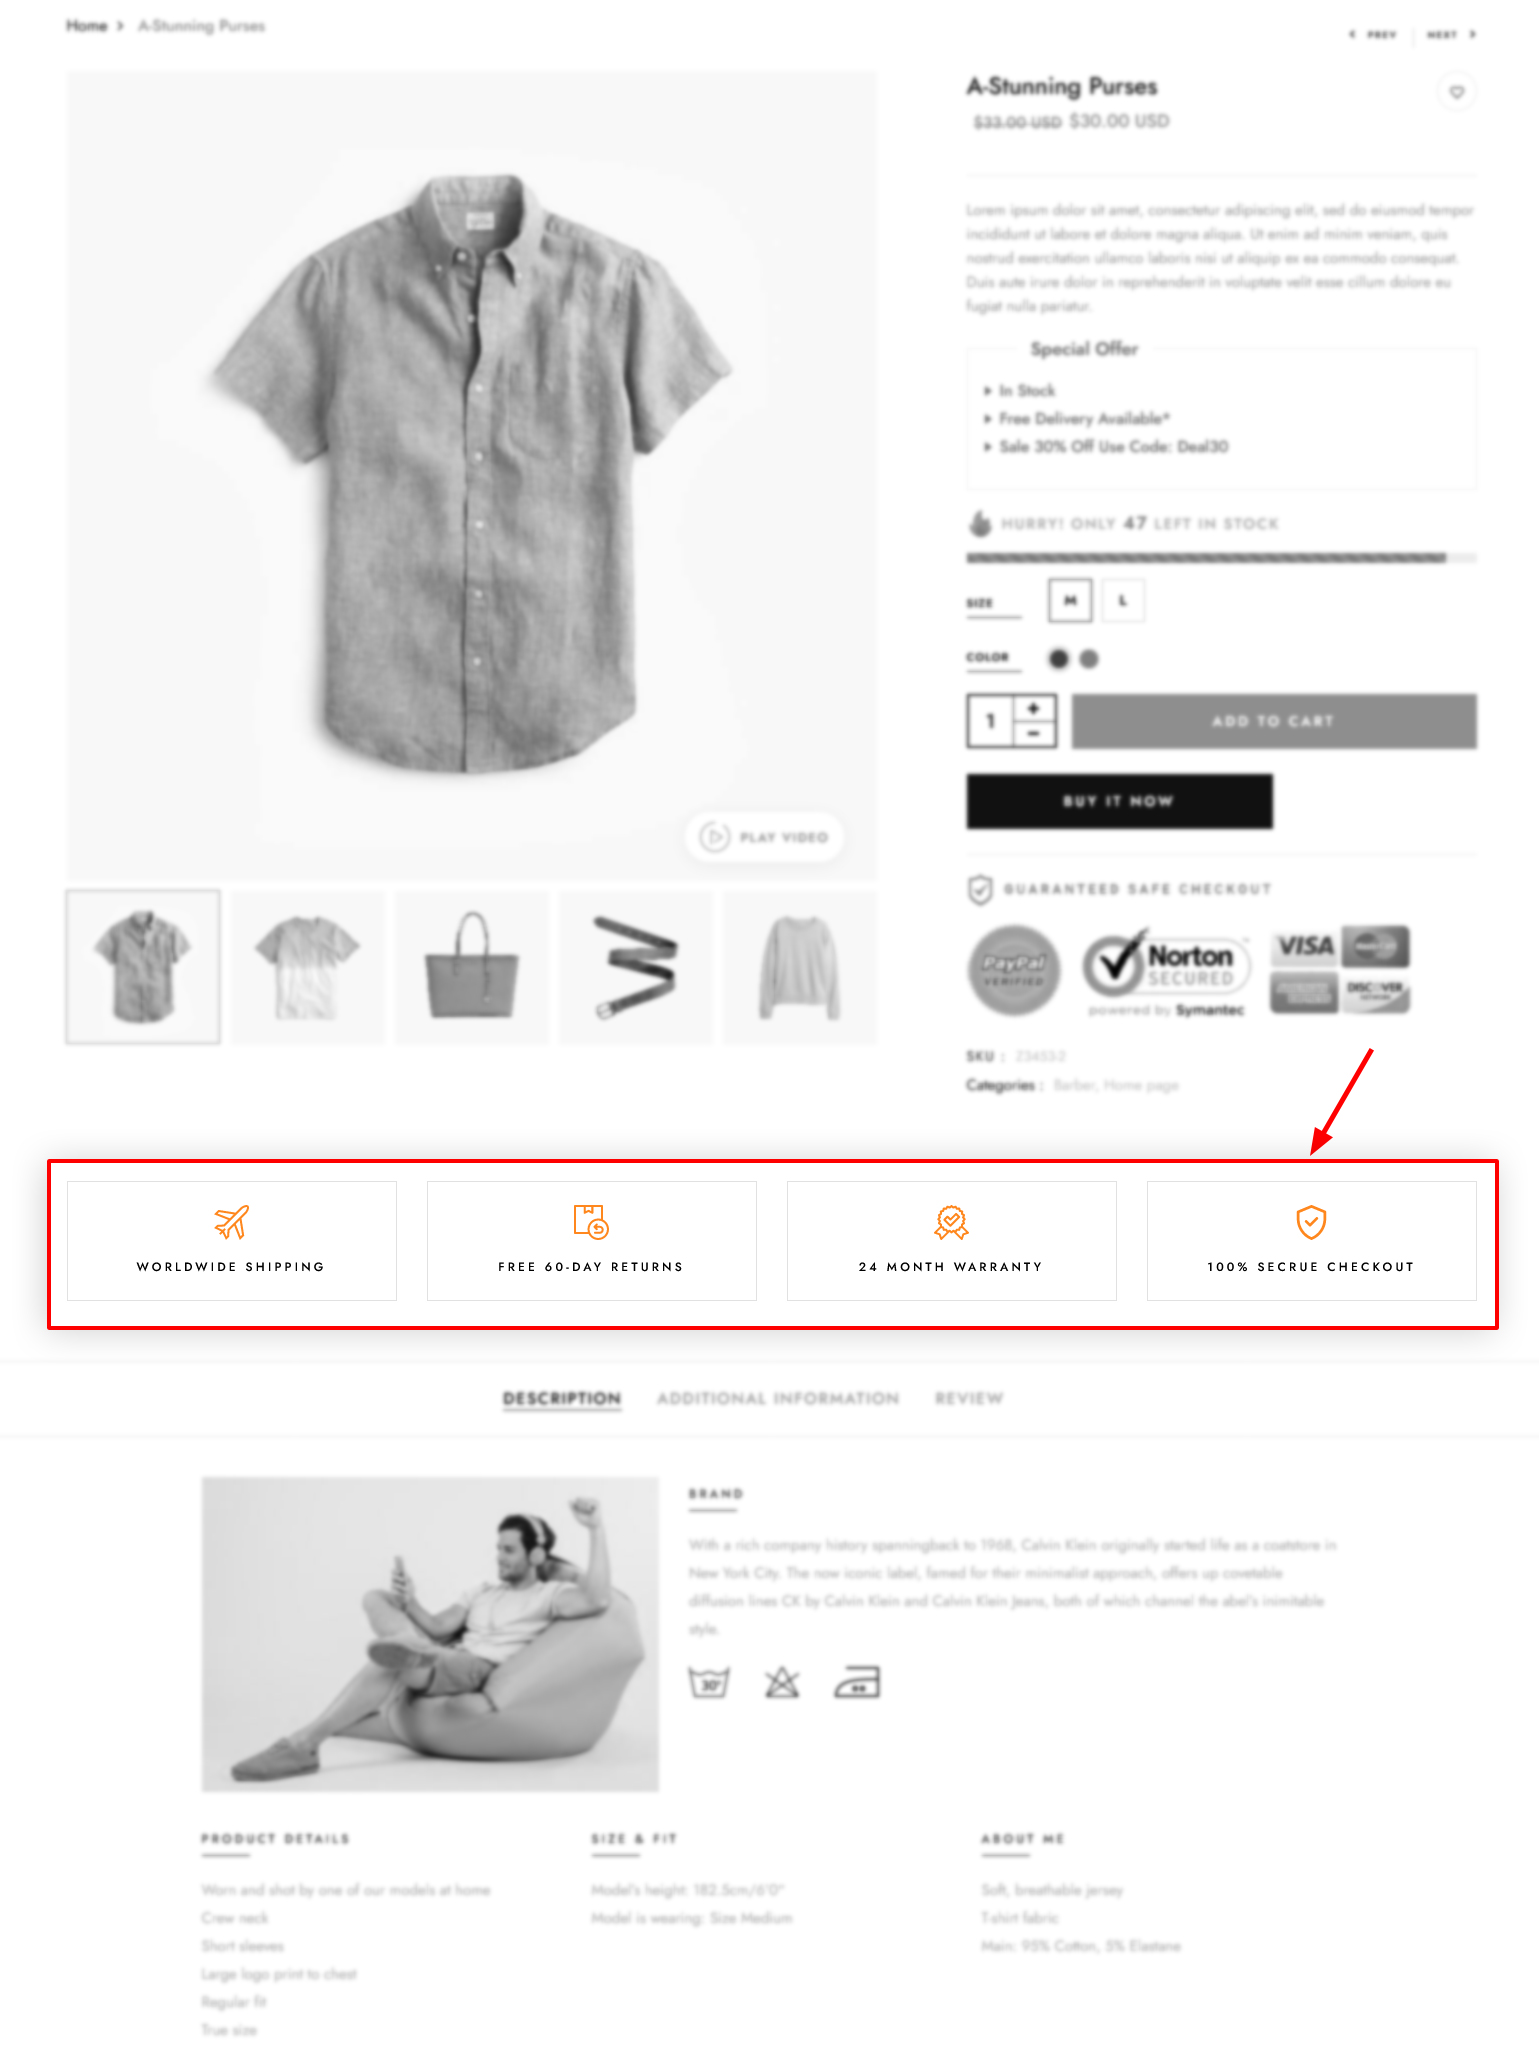 Home > A-Stunning Purses
PREV
NEXT
A-Stunning Purses
$33.00 USD $30.00 USD
Lorem ipsum dolor sit amet, consectetur adipiscing elit, sed do eiusmod tempor
incididunt ut labore et dolore magna aliqua. Ut enim ad minim veniam, quis
nostrud exercitation ullamco laboris nisi ut aliquip ex ea commodo consequat.
Duis aute irure dolor in reprehenderit in voluptate velit esse cillum dolore eu
fugiat nulla pariatur.
Special Offer
In Stock
Free Delivery Available*
Sale 30% Off Use Code: Deal30
HURRY! ONLY 47 LEFT IN STOCK
SIZE
M
L
COLOR
1
+
−
ADD TO CART
BUY IT NOW
PLAY VIDEO
GUARANTEED SAFE CHECKOUT
PayPal
VERIFIED
Norton
SECURED
powered by Symantec
VISA
DISCOVER
SKU : Z3453-2
Categories : Barber, Home page
WORLDWIDE SHIPPING
FREE 60-DAY RETURNS
24 MONTH WARRANTY
100% SECRUE CHECKOUT
DESCRIPTION
ADDITIONAL INFORMATION
REVIEW
BRAND
With a rich company history spanningback to 1968, Calvin Klein originally started life as a coatstore in
New York City. The now iconic label, famed for their minimalist approach, offers up covetable
diffusion lines CK by Calvin Klein and Calvin Klein Jeans, both of which channel the abel's inimitable
style.
30°
PRODUCT DETAILS
Worn and shot by one of our models at home
Crew neck
Short sleeves
Large logo print to chest
Regular fit
True size
SIZE & FIT
Model's height: 182.5cm/6'0"
Model is wearing: Size Medium
ABOUT ME
Soft, breathable jersey
T-shirt fabric
Main: 95% Cotton, 5% Elastane